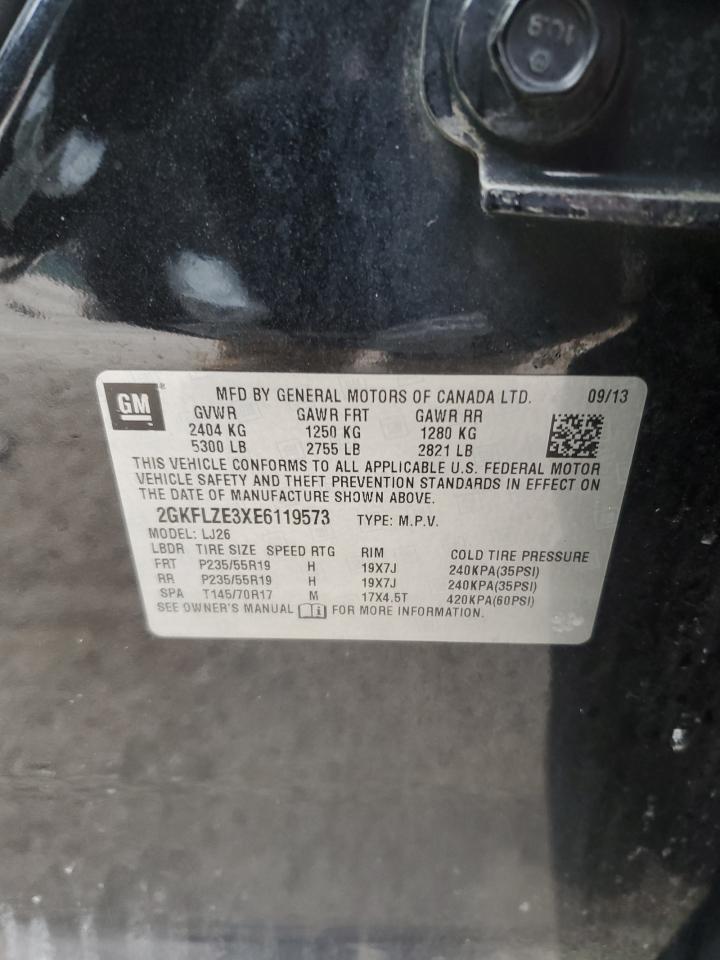 10.9
GM
MFD BY GENERAL MOTORS OF CANADA LTD. 09/13
GVWR GAWR FRT GAWR RR
2404 KG 1250 KG 1280 KG
5300 LB 2755 LB 2821 LB
THIS VEHICLE CONFORMS TO ALL APPLICABLE U.S. FEDERAL MOTOR
VEHICLE SAFETY AND THEFT PREVENTION STANDARDS IN EFFECT ON
THE DATE OF MANUFACTURE SHOWN ABOVE.
2GKFLZE3XE6119573 TYPE: M.P.V.
MODEL: LJ26
LBDR TIRE SIZE SPEED RTG RIM COLD TIRE PRESSURE
FRT P235/55R19 H 19X7J 240KPA(35PSI)
RR P235/55R19 H 19X7J 240KPA(35PSI)
SPA T145/70R17 M 17X4.5T 420KPA(60PSI)
SEE OWNER'S MANUAL i FOR MORE INFORMATION.